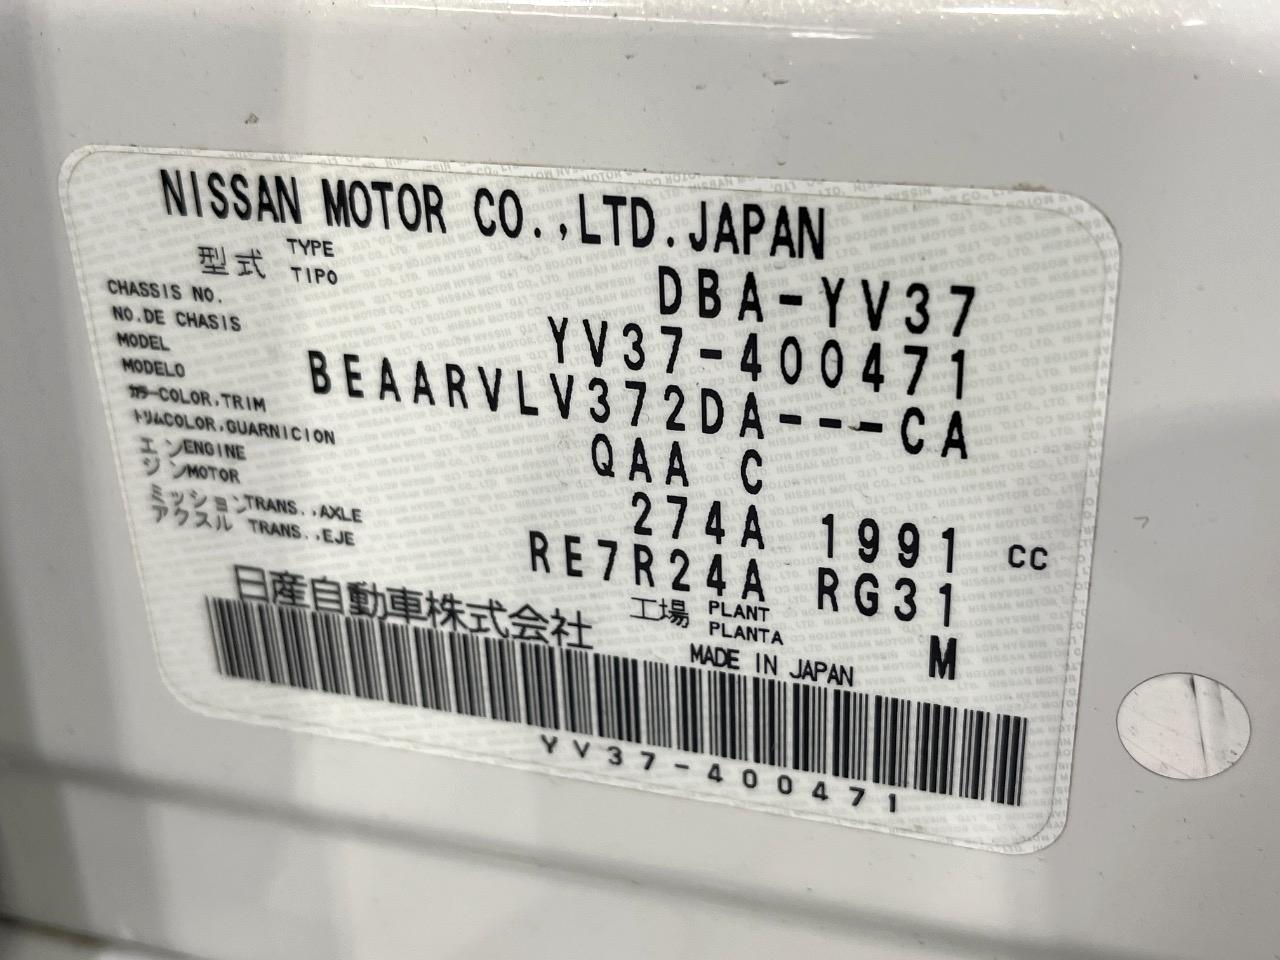 NISSAN MOTOR CO.,LTD.JAPAN
型式 TYPE TIPO DBA-YV37
CHASSIS NO.
NO.DE CHASIS YV37-400471
MODEL
MODELO BEAARVLV372DA---CA
カラーCOLOR,TRIM
トリムCOLOR,GUARNICION QAA C
エンENGINE
ジンMOTOR 274A 1991 CC
ミッションTRANS.,AXLE
アクスル TRANS.,EJE RE7R24A RG31
日産自動車株式会社 工場 PLANT PLANTA M
MADE IN JAPAN
YV37-400471